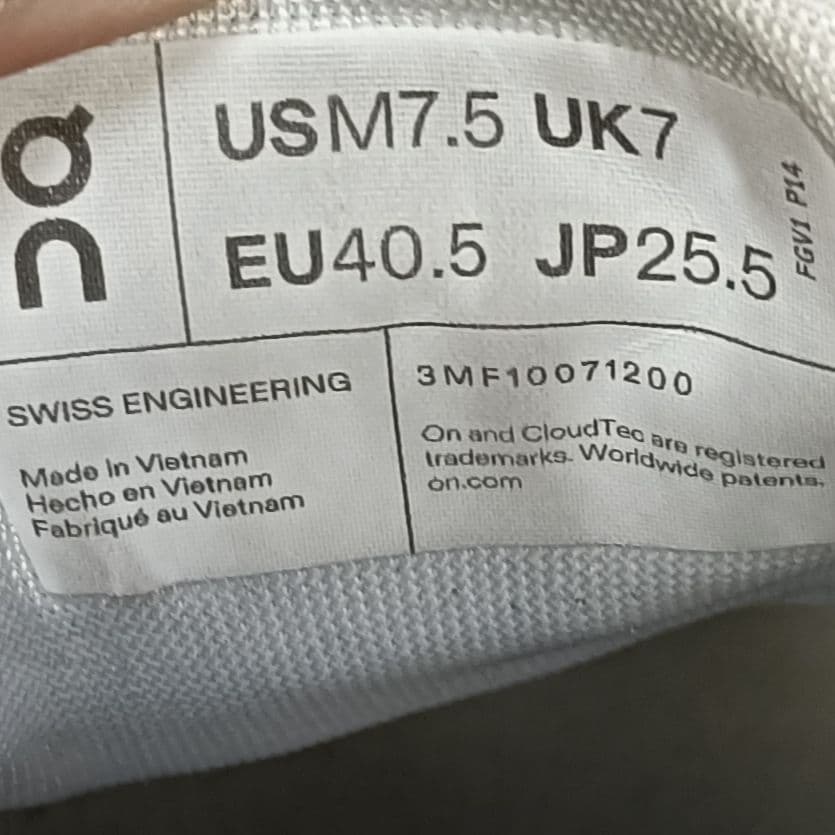 On
USM7.5 UK7
EU40.5 JP25.5
FGV1 P14
SWISS ENGINEERING
Made in Vietnam
Hecho en Vietnam
Fabriqué au Vietnam
3MF10071200
On and CloudTec are registered
trademarks. Worldwide patents,
on.com